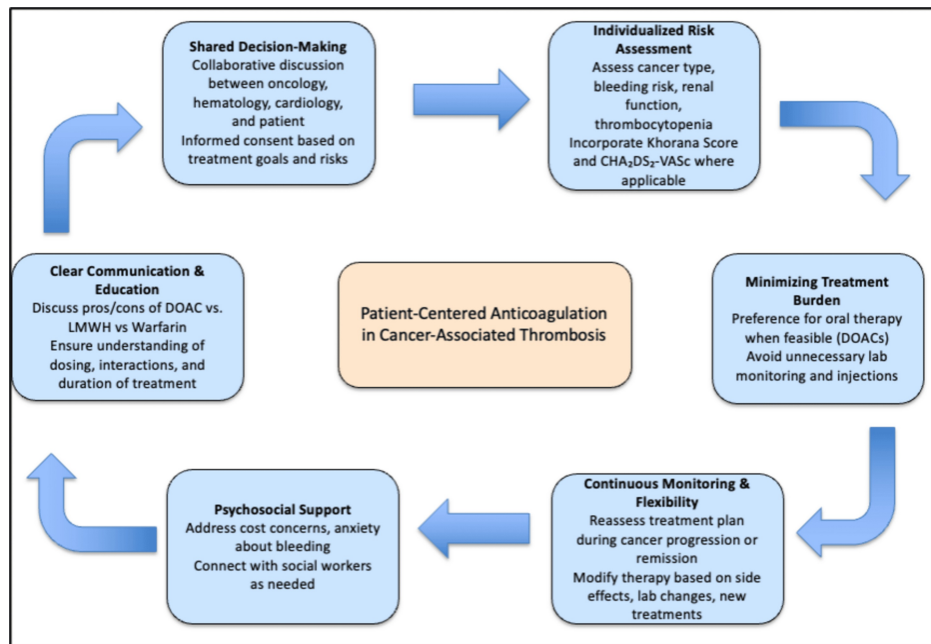 Shared Decision-Making
Collaborative discussion
between oncology,
hematology, cardiology,
and patient
Informed consent based on
treatment goals and risks
Individualized Risk
Assessment
Assess cancer type,
bleeding risk, renal
function,
thrombocytopenia
Incorporate Khorana Score
and CHA₂DS₂-VASc where
applicable
Minimizing Treatment
Burden
Preference for oral therapy
when feasible (DOACs)
Avoid unnecessary lab
monitoring and injections
Continuous Monitoring &
Flexibility
Reassess treatment plan
during cancer progression or
remission
Modify therapy based on side
effects, lab changes, new
treatments
Psychosocial Support
Address cost concerns, anxiety
about bleeding
Connect with social workers
as needed
Clear Communication &
Education
Discuss pros/cons of DOAC vs.
LMWH vs Warfarin
Ensure understanding of
dosing, interactions, and
duration of treatment
Patient-Centered Anticoagulation
in Cancer-Associated Thrombosis